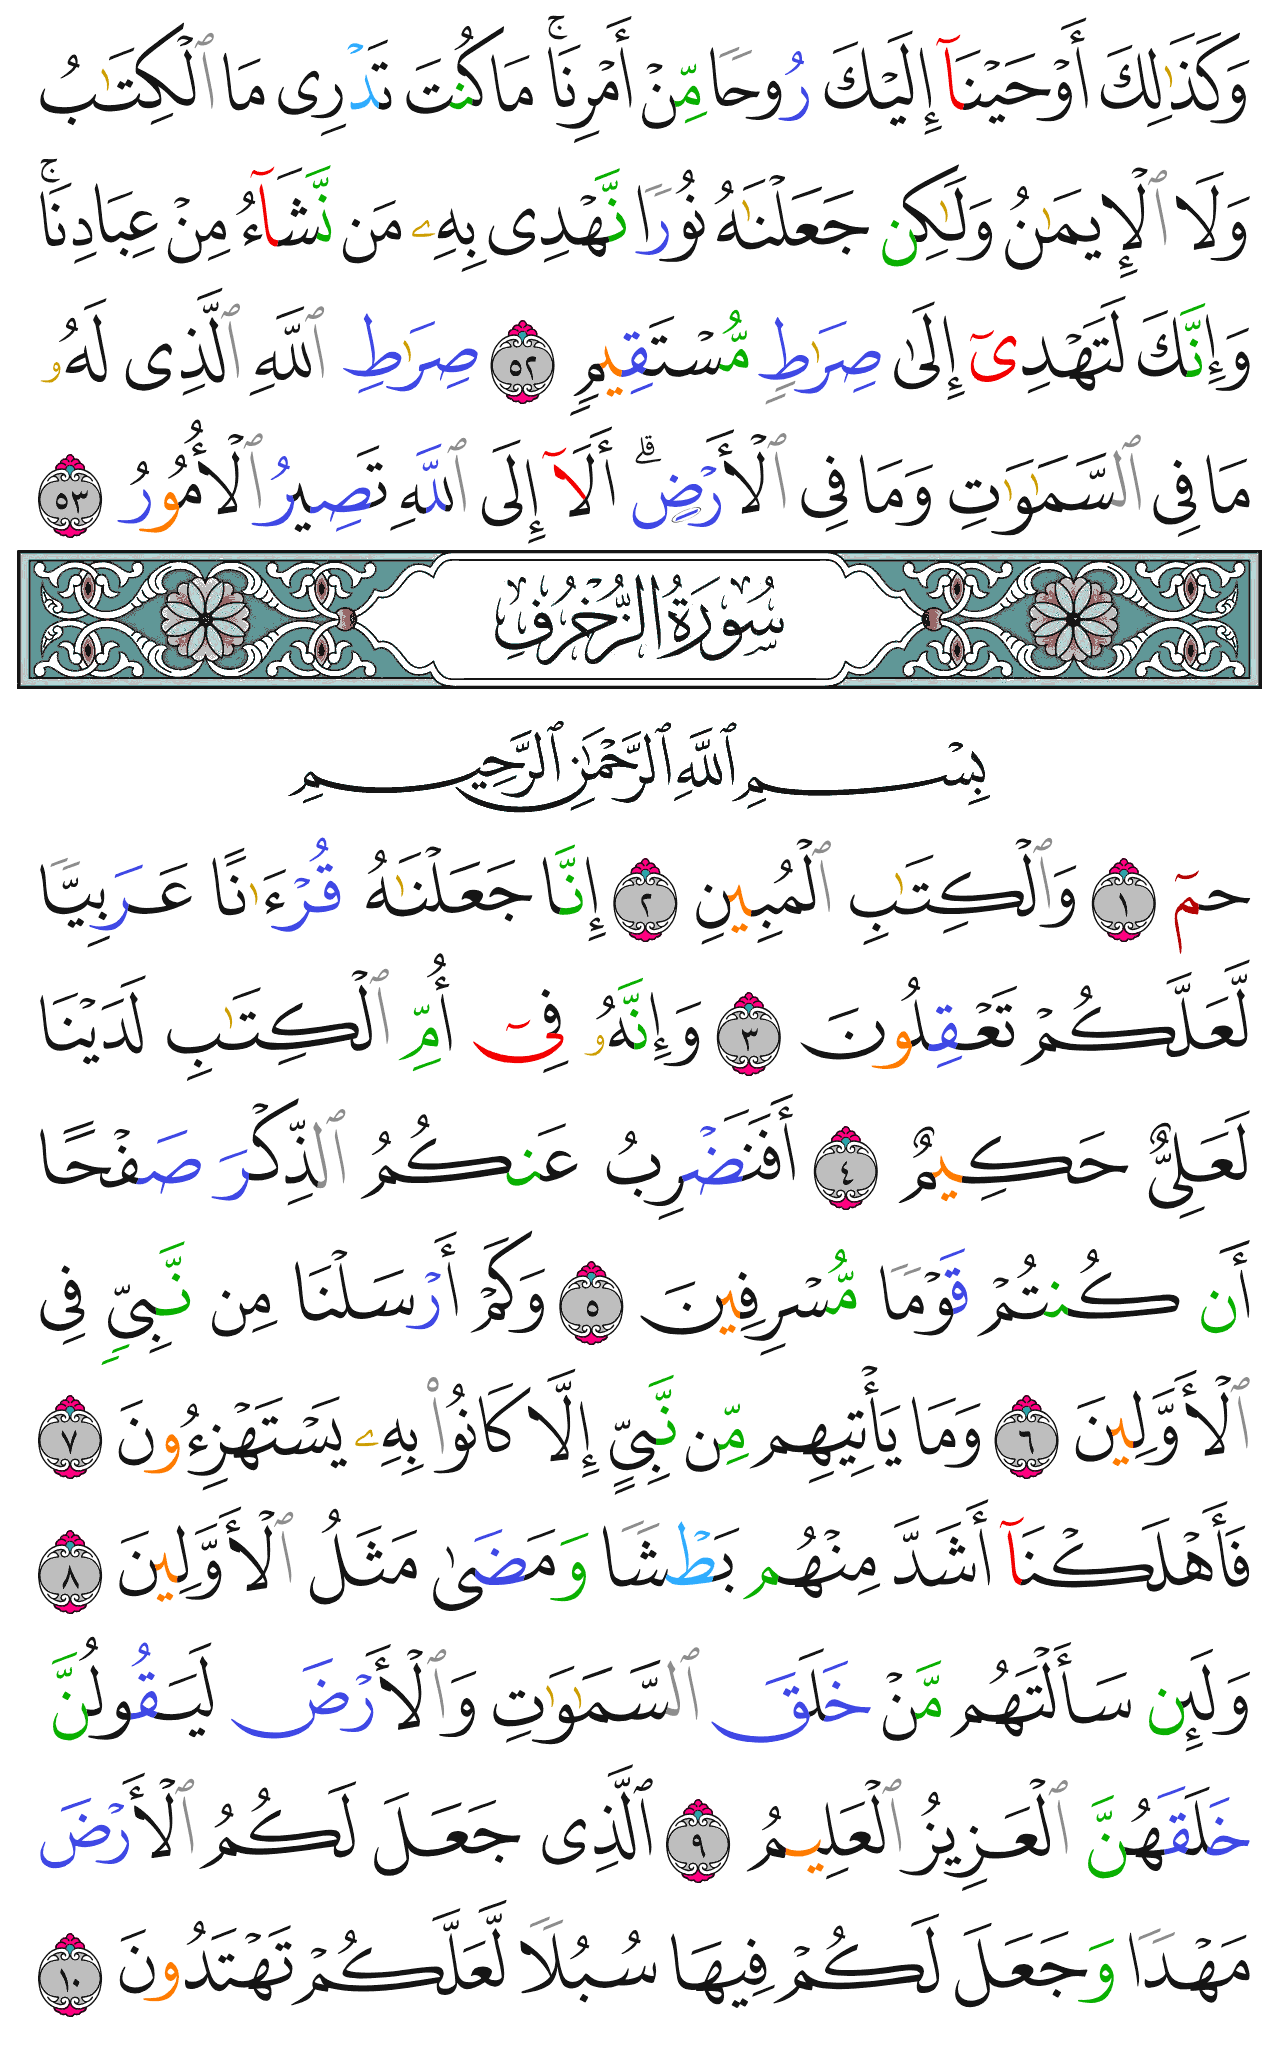 وَكَذَٰلِكَ أَوْحَيْنَآ إِلَيْكَ رُوحًا مِّنْ أَمْرِنَا ۚ مَا كُنتَ تَدْرِى مَا ٱلْكِتَـٰبُ
وَلَا ٱلْإِيمَـٰنُ وَلَـٰكِن جَعَلْنَـٰهُ نُورًا نَّهْدِى بِهِۦ مَن نَّشَآءُ مِنْ عِبَادِنَا ۚ
وَإِنَّكَ لَتَهْدِىٓ إِلَىٰ صِرَٰطٍ مُّسْتَقِيمٍ ٥٢ صِرَٰطِ ٱللَّهِ ٱلَّذِى لَهُۥ
مَا فِى ٱلسَّمَـٰوَٰتِ وَمَا فِى ٱلْأَرْضِ ۗ أَلَآ إِلَى ٱللَّهِ تَصِيرُ ٱلْأُمُورُ ٥٣
سُورَةُ الزُّخْرُفِ
بِسْمِ ٱللَّهِ ٱلرَّحْمَـٰنِ ٱلرَّحِيمِ
حمٓ ١ وَٱلْكِتَـٰبِ ٱلْمُبِينِ ٢ إِنَّا جَعَلْنَـٰهُ قُرْءَٰنًا عَرَبِيًّا
لَّعَلَّكُمْ تَعْقِلُونَ ٣ وَإِنَّهُۥ فِىٓ أُمِّ ٱلْكِتَـٰبِ لَدَيْنَا
لَعَلِىٌّ حَكِيمٌ ٤ أَفَنَضْرِبُ عَنكُمُ ٱلذِّكْرَ صَفْحًا
أَن كُنتُمْ قَوْمًا مُّسْرِفِينَ ٥ وَكَمْ أَرْسَلْنَا مِن نَّبِىٍّ فِى
ٱلْأَوَّلِينَ ٦ وَمَا يَأْتِيهِم مِّن نَّبِىٍّ إِلَّا كَانُوا۟ بِهِۦ يَسْتَهْزِءُونَ ٧
فَأَهْلَكْنَآ أَشَدَّ مِنْهُم بَطْشًا وَمَضَىٰ مَثَلُ ٱلْأَوَّلِينَ ٨
وَلَئِن سَأَلْتَهُم مَّنْ خَلَقَ ٱلسَّمَـٰوَٰتِ وَٱلْأَرْضَ لَيَقُولُنَّ
خَلَقَهُنَّ ٱلْعَزِيزُ ٱلْعَلِيمُ ٩ ٱلَّذِى جَعَلَ لَكُمُ ٱلْأَرْضَ
مَهْدًا وَجَعَلَ لَكُمْ فِيهَا سُبُلًا لَّعَلَّكُمْ تَهْتَدُونَ ١٠